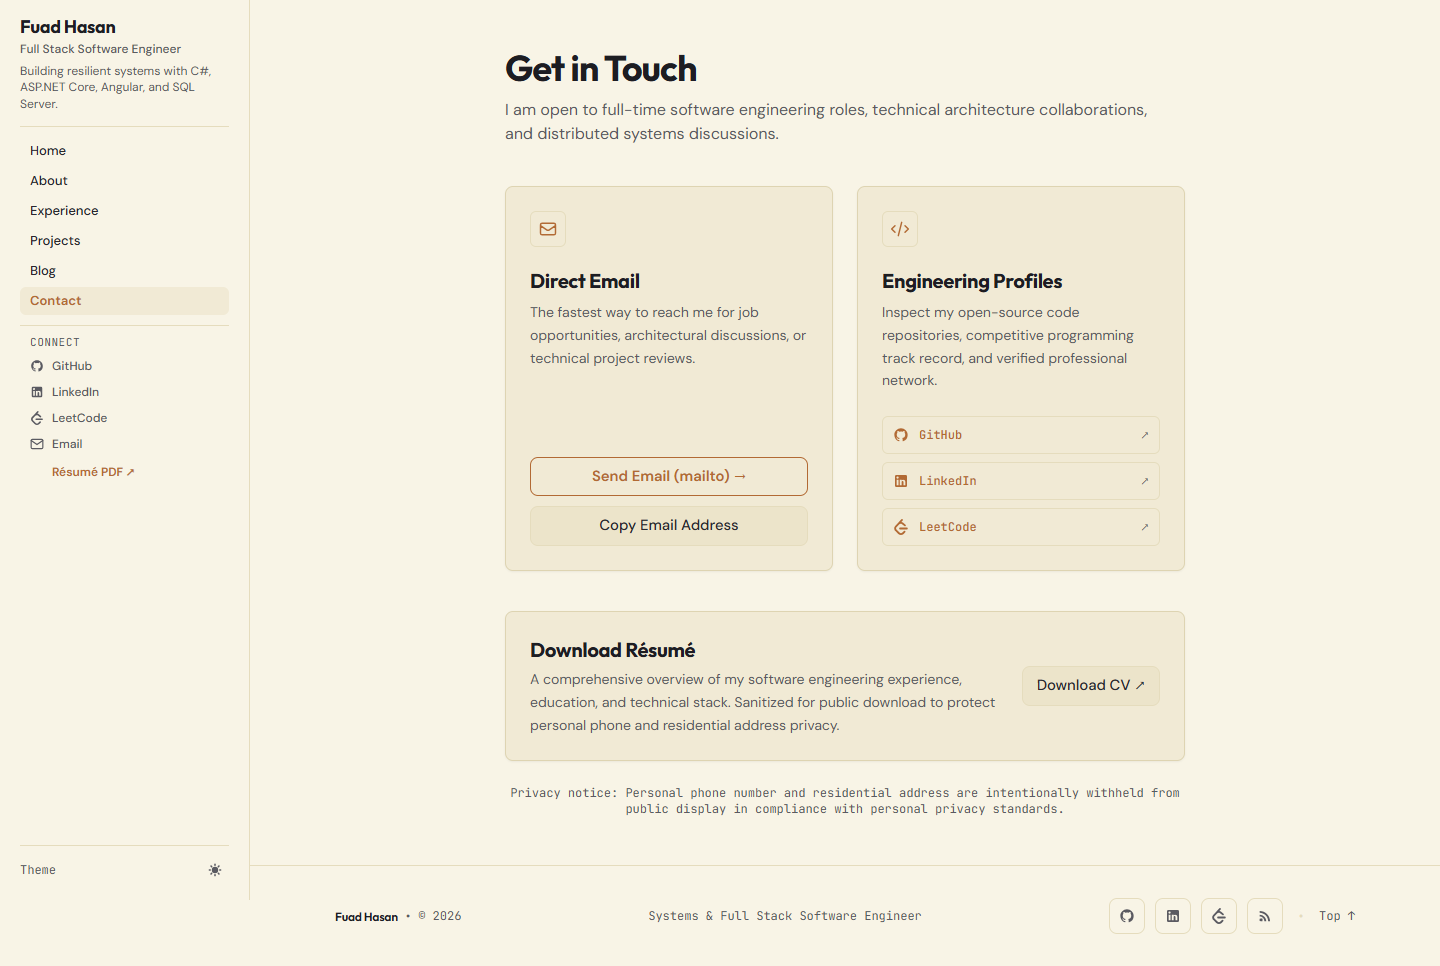 Fuad Hasan
Full Stack Software Engineer
Building resilient systems with C#,
ASP.NET Core, Angular, and SQL
Server.
Home
About
Experience
Projects
Blog
Contact
CONNECT
GitHub
LinkedIn
LeetCode
Email
Résumé PDF ↗
Theme
Get in Touch
I am open to full-time software engineering roles, technical architecture collaborations,
and distributed systems discussions.
Direct Email
The fastest way to reach me for job
opportunities, architectural discussions, or
technical project reviews.
Send Email (mailto) →
Copy Email Address
Engineering Profiles
Inspect my open-source code
repositories, competitive programming
track record, and verified professional
network.
GitHub ↗
LinkedIn ↗
LeetCode ↗
Download Résumé
A comprehensive overview of my software engineering experience,
education, and technical stack. Sanitized for public download to protect
personal phone and residential address privacy.
Download CV ↗
Privacy notice: Personal phone number and residential address are intentionally withheld from
public display in compliance with personal privacy standards.
Fuad Hasan • © 2026
Systems & Full Stack Software Engineer
Top ↑